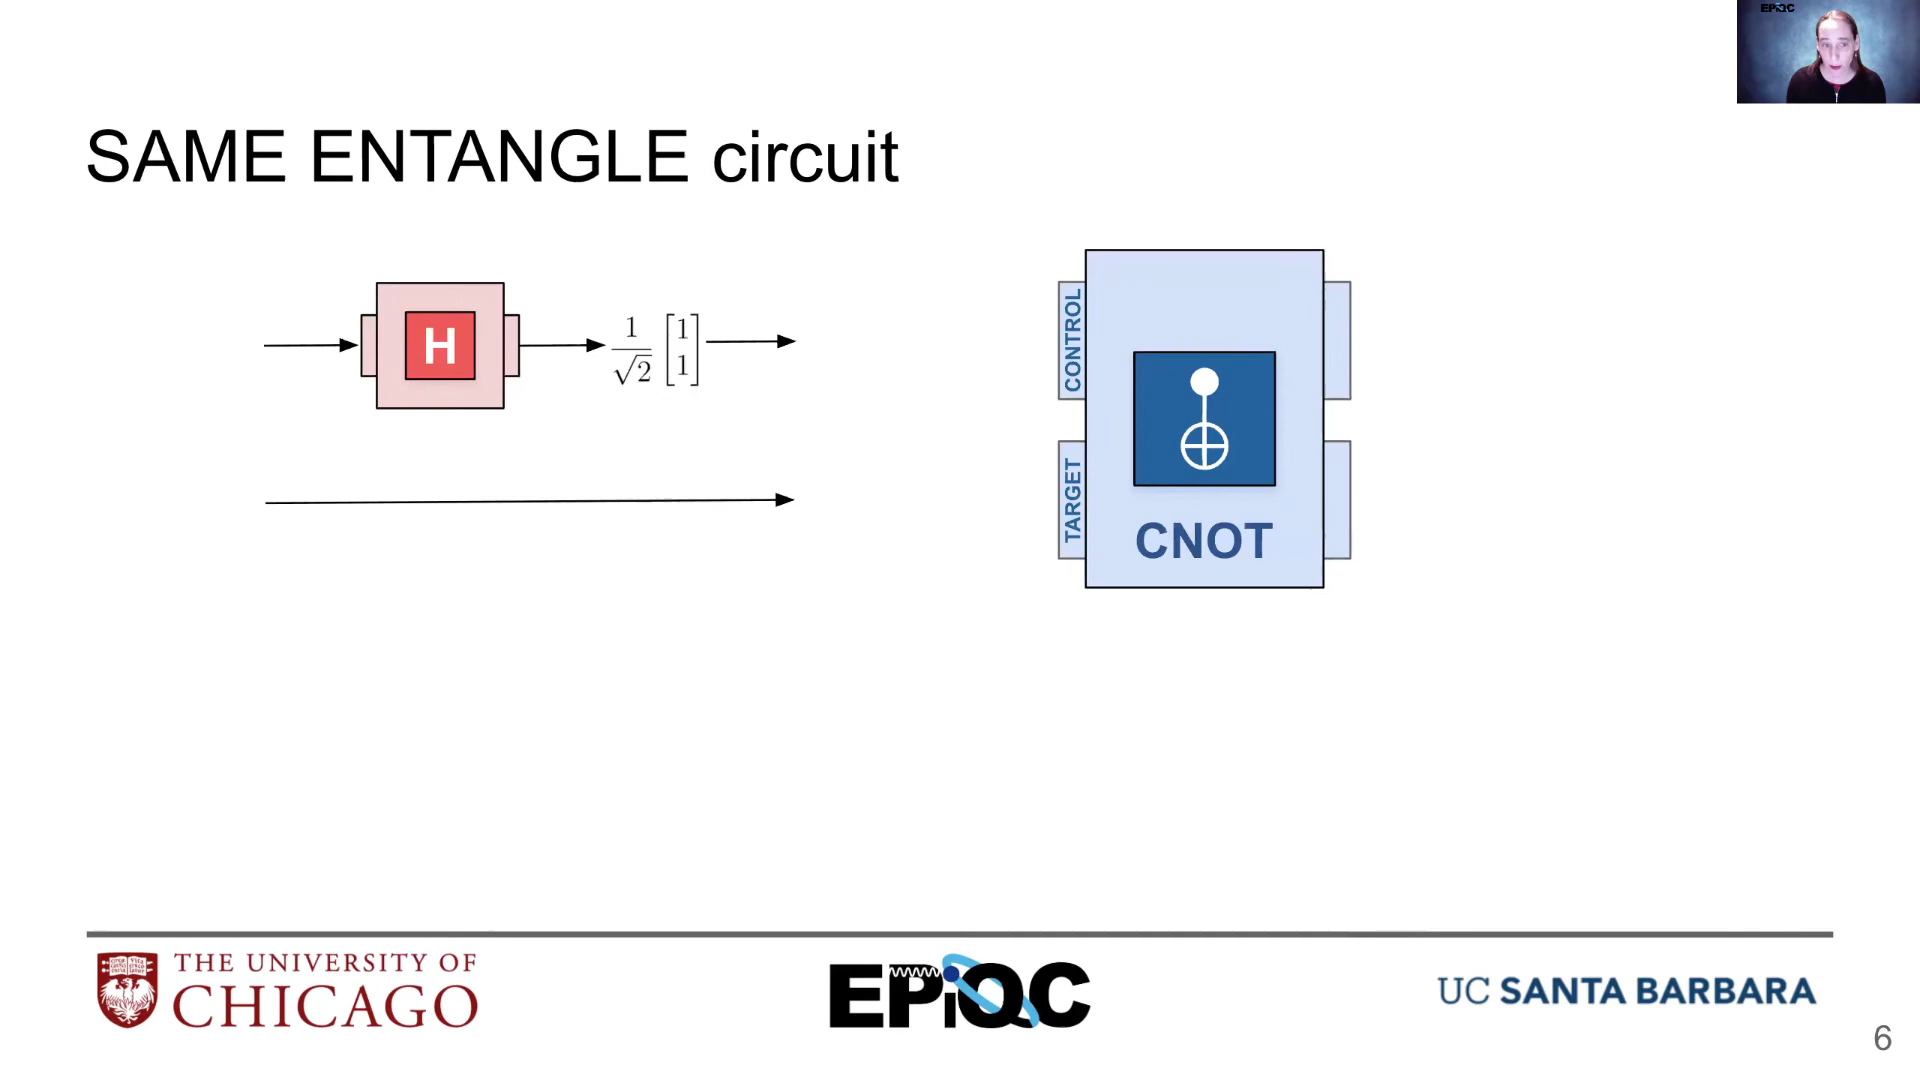 EPiQC
SAME ENTANGLE circuit
H
1
√2
[1
1]
CONTROL
TARGET
CNOT
THE UNIVERSITY OF
CHICAGO
EPiQC
UC SANTA BARBARA
6